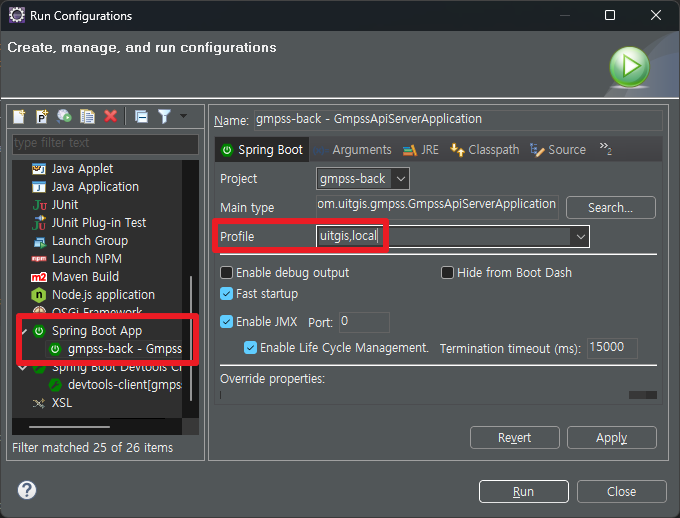 Run Configurations
Create, manage, and run configurations
type filter text
Java Applet
Java Application
JUnit
JUnit Plug-in Test
Launch Group
Launch NPM
Maven Build
Node.js application
OSGi Framework
Spring Boot App
gmpss-back - Gmpss
Spring Boot Devtools Cl
devtools-client[gmps
XSL
Filter matched 25 of 26 items
Name: gmpss-back - GmpssApiServerApplication
Spring Boot Arguments JRE Classpath Source »2
Project gmpss-back
Main type om.uitgis.gmpss.GmpssApiServerApplication Search...
Profile uitgis,local
Enable debug output Hide from Boot Dash
Fast startup
Enable JMX Port: 0
Enable Life Cycle Management. Termination timeout (ms): 15000
Override properties:
Revert Apply
Run Close